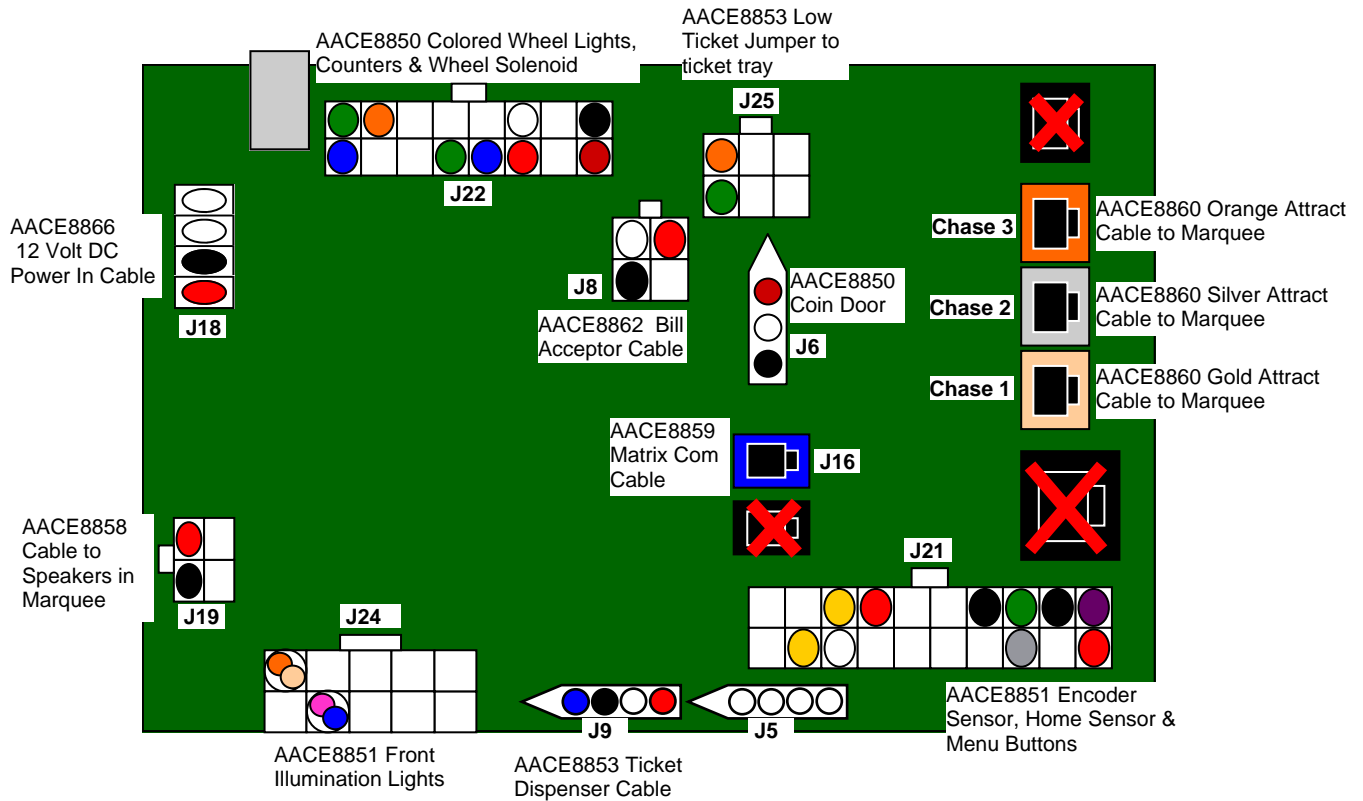 AACE8850 Colored Wheel Lights,
Counters & Wheel Solenoid
J22
AACE8853 Low
Ticket Jumper to
ticket tray
J25
AACE8866
12 Volt DC
Power In Cable
J18
J8
AACE8862 Bill
Acceptor Cable
AACE8850
Coin Door
J6
Chase 3
AACE8860 Orange Attract
Cable to Marquee
Chase 2
AACE8860 Silver Attract
Cable to Marquee
Chase 1
AACE8860 Gold Attract
Cable to Marquee
AACE8859
Matrix Com
Cable
J16
AACE8858
Cable to
Speakers in
Marquee
J19
J24
AACE8851 Front
Illumination Lights
J9
AACE8853 Ticket
Dispenser Cable
J5
J21
AACE8851 Encoder
Sensor, Home Sensor &
Menu Buttons